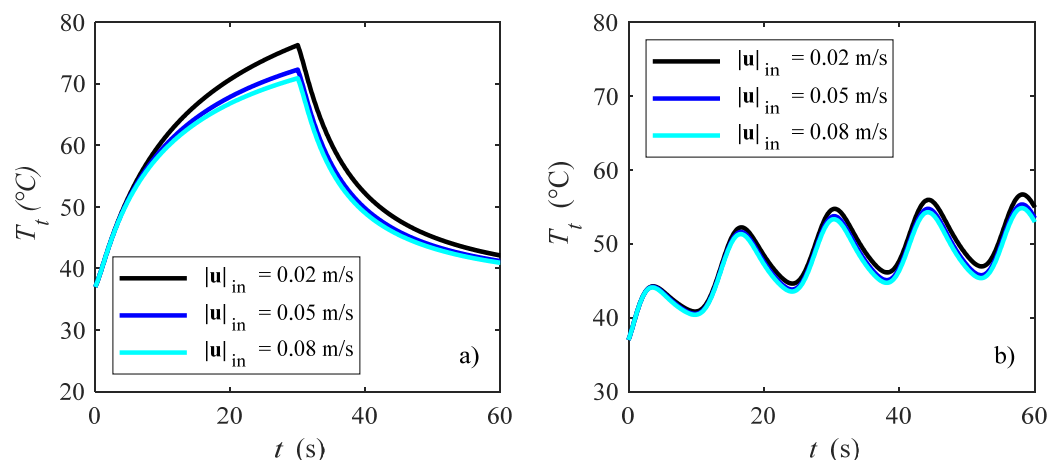 80
70
60
50
40
30
20
T_t (°C)
|u|_in = 0.02 m/s
|u|_in = 0.05 m/s
|u|_in = 0.08 m/s
a)
0 20 40 60
t (s)
80
70
60
50
40
30
T_t (°C)
|u|_in = 0.02 m/s
|u|_in = 0.05 m/s
|u|_in = 0.08 m/s
b)
0 20 40 60
t (s)